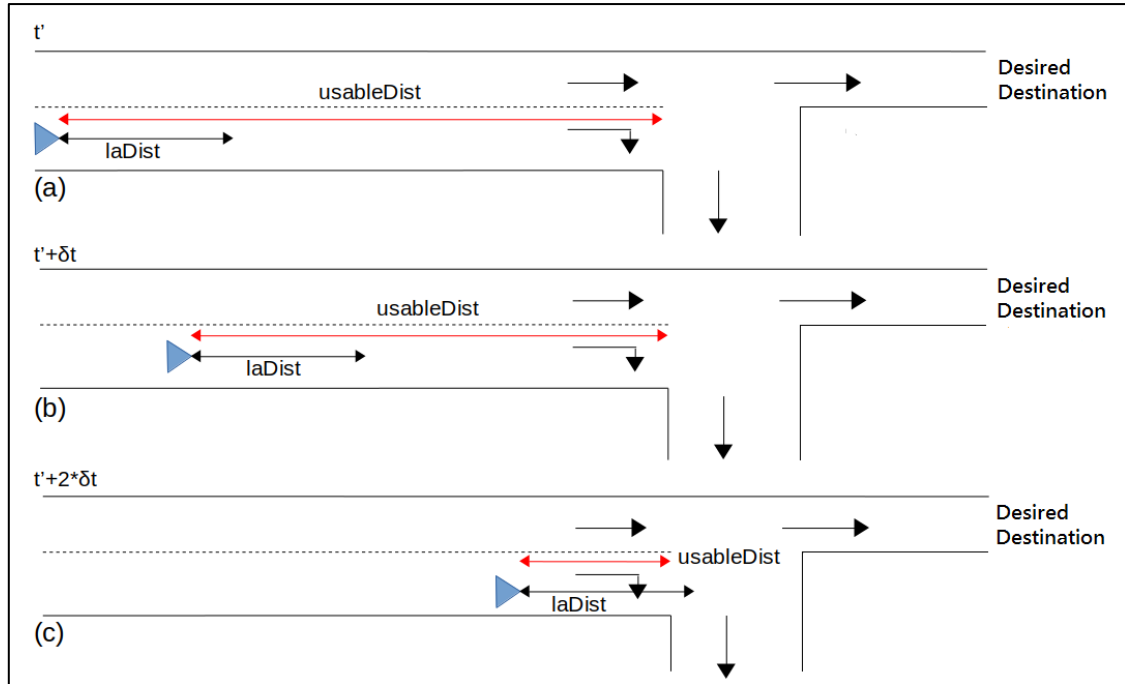 t'
usableDist
Desired
Destination
laDist
(a)
t'+δt
usableDist
Desired
Destination
laDist
(b)
t'+2*δt
Desired
Destination
usableDist
laDist
(c)